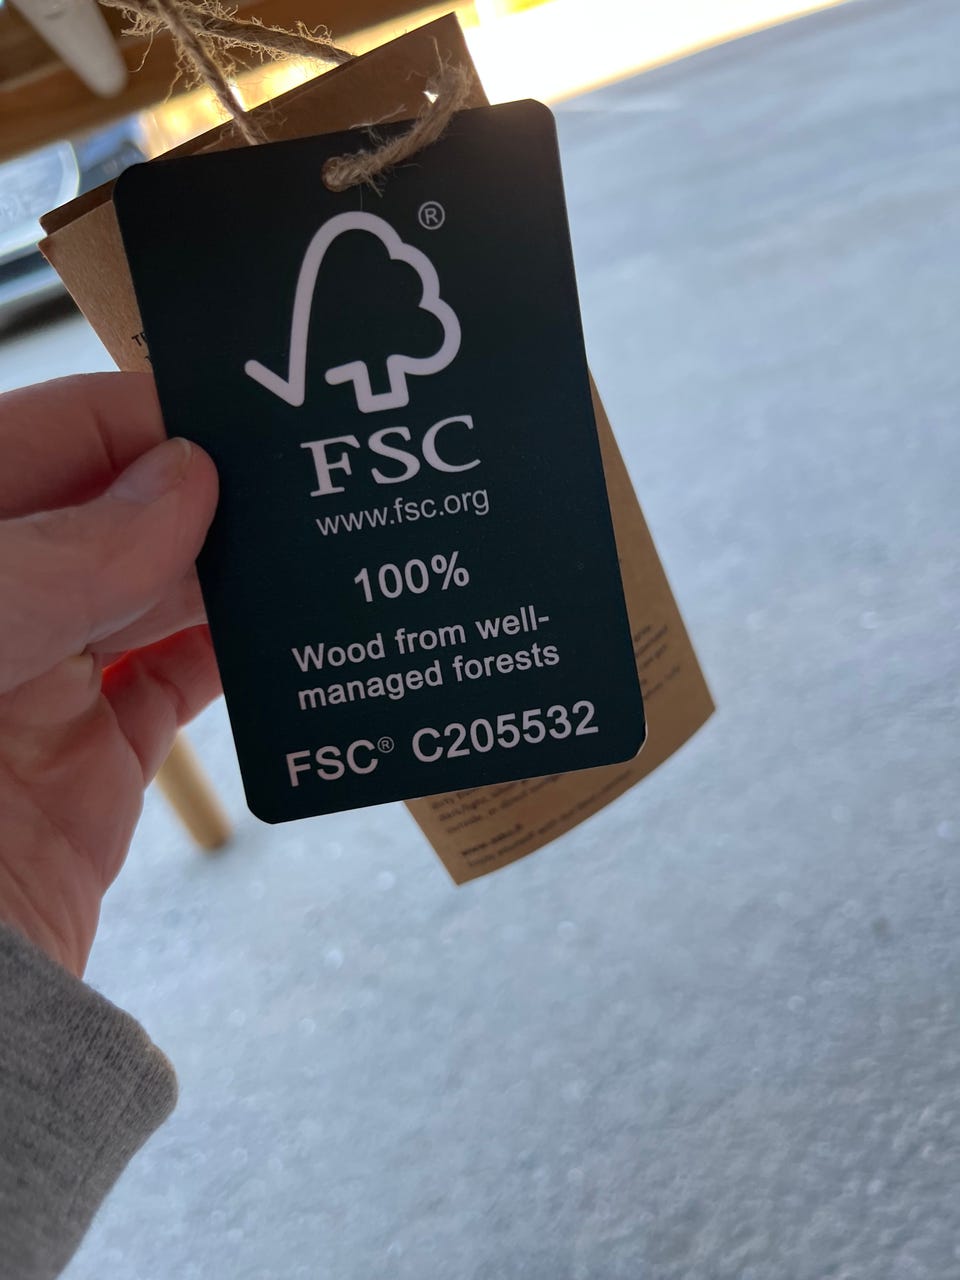 ®
FSC
www.fsc.org
100%
Wood from well-
managed forests
FSC® C205532